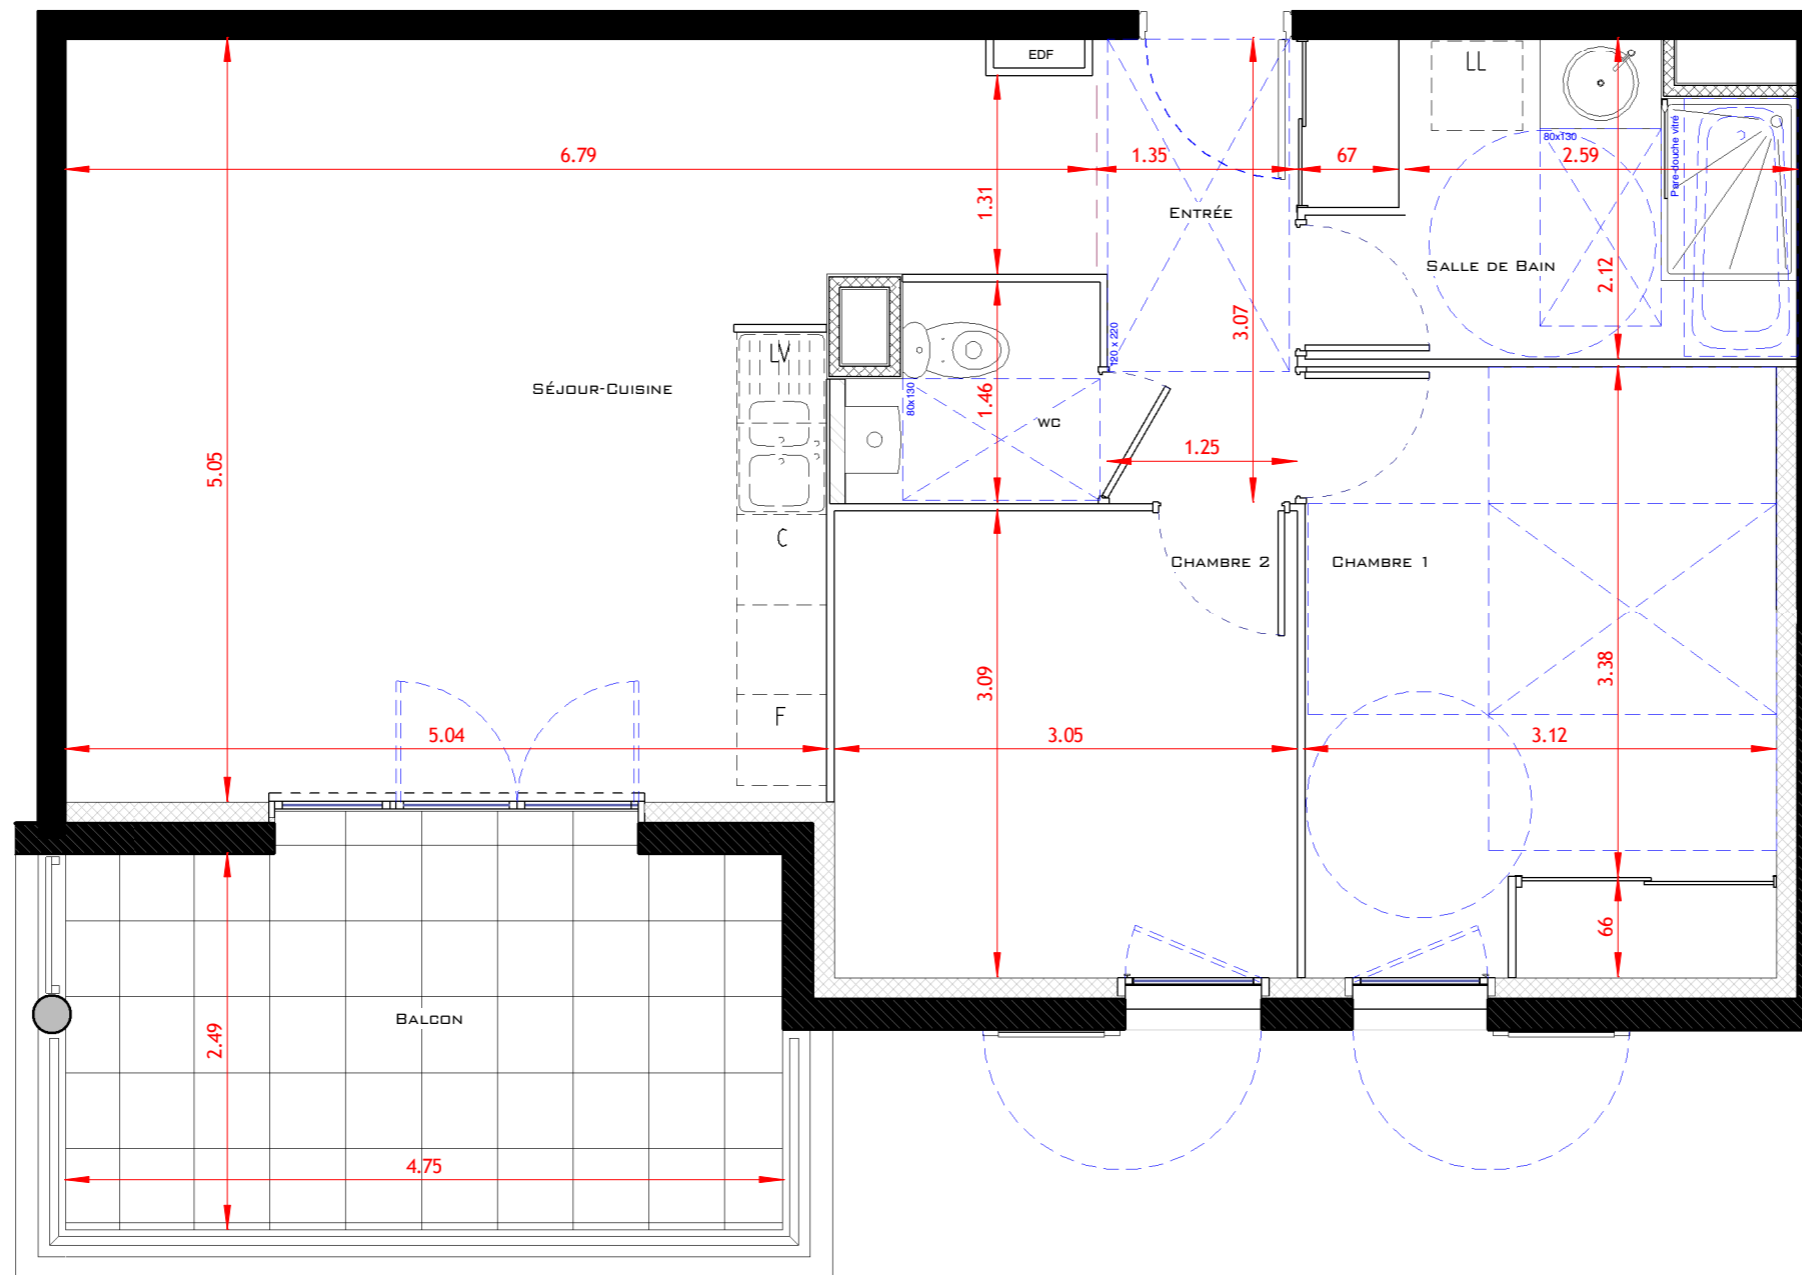 EDF
LL
80x130
Pare-douche vitré
6.79
1.35
67
2.59
1.31
ENTRÉE
SALLE DE BAIN
2.12
3.07
120 x 220
LV
SÉJOUR-CUISINE
80x130
1.46
WC
1.25
5.05
C
CHAMBRE 2
CHAMBRE 1
3.09
3.38
F
5.04
3.05
3.12
66
BALCON
2.49
4.75